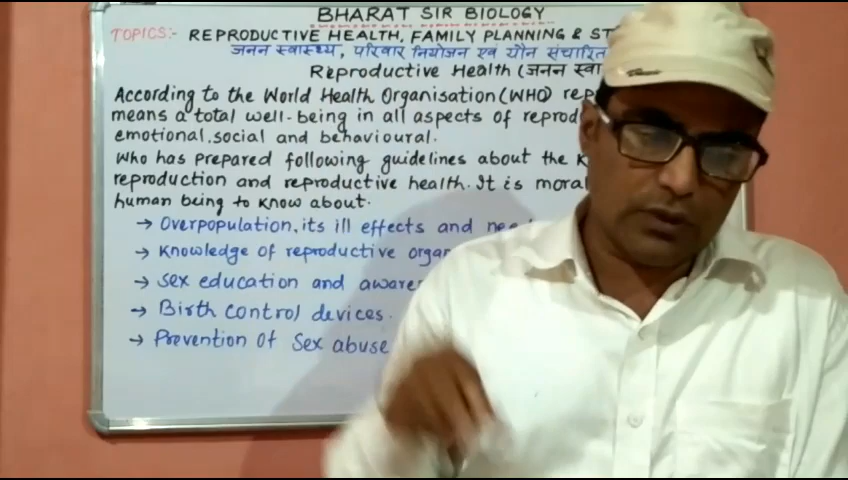 BHARAT SIR BIOLOGY
TOPICS:- REPRODUCTIVE HEALTH, FAMILY PLANNING & ST
जनन स्वास्थ्य, परिवार नियोजन एवं यौन संचारित
Reproductive Health (जनन स्वा
According to the World Health Organisation (WHO) rep
means a total well-being in all aspects of reprod
emotional, social and behavioural.
WHO has prepared following guidelines about the K
reproduction and reproductive health. It is moral
human being to know about.
→ Overpopulation, its ill effects and need
→ Knowledge of reproductive organ
→ Sex education and aware
→ Birth control devices.
→ Prevention Of Sex abuse